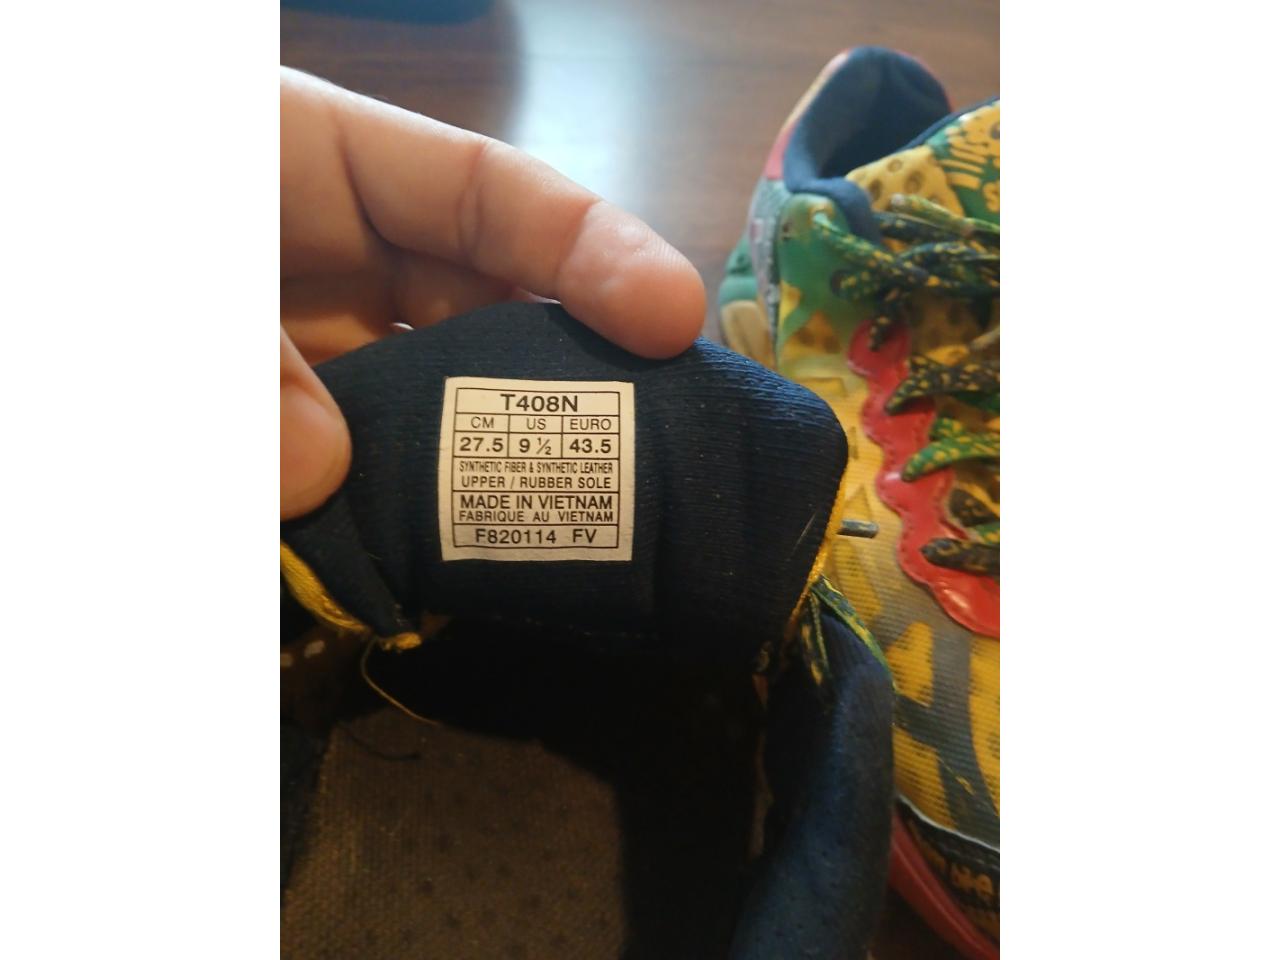 T408N
CM US EURO
27.5 9 ½ 43.5
SYNTHETIC FIBER & SYNTHETIC LEATHER
UPPER / RUBBER SOLE
MADE IN VIETNAM
FABRIQUE AU VIETNAM
F820114 FV